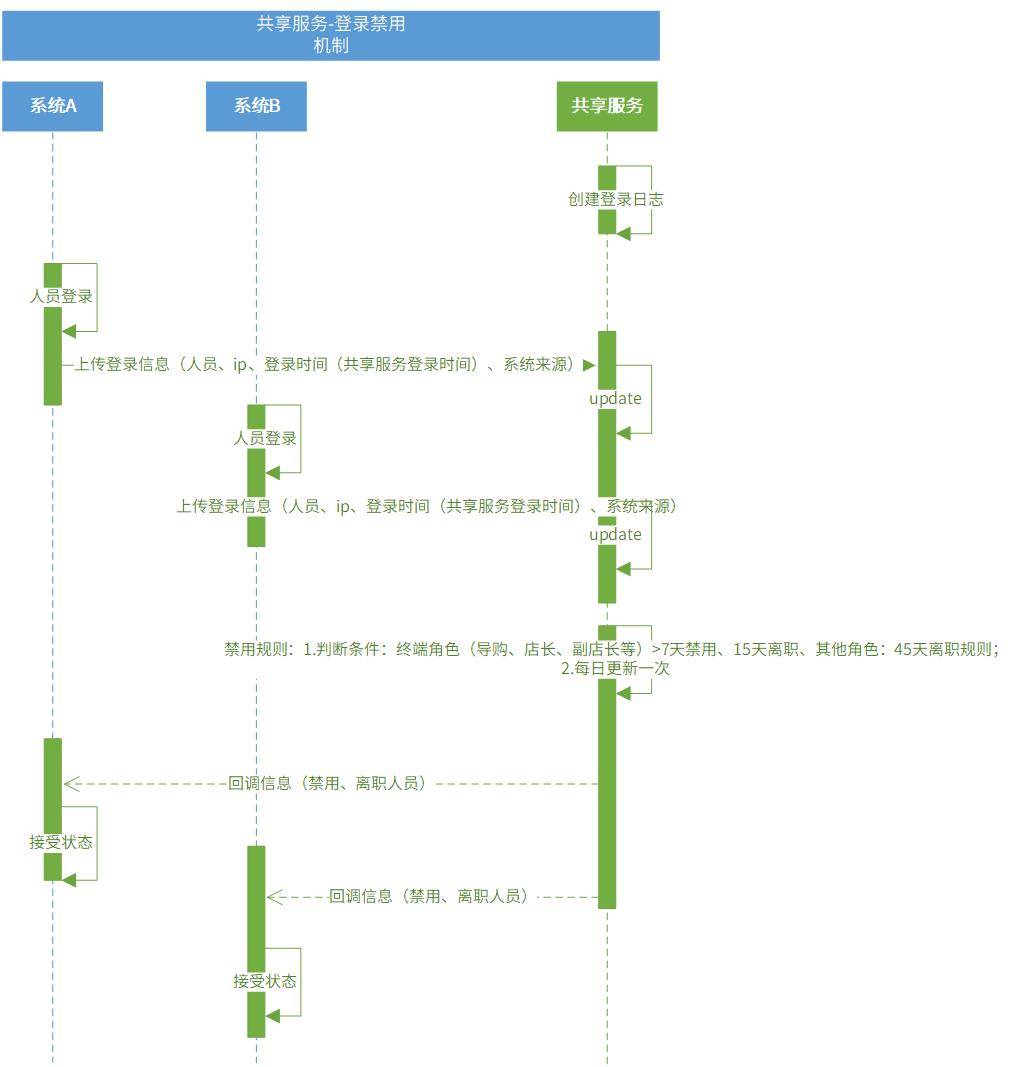 共享服务-登录禁用
机制
系统A
系统B
共享服务
创建登录日志
人员登录
上传登录信息（人员、ip、登录时间（共享服务登录时间）、系统来源）
update
人员登录
上传登录信息（人员、ip、登录时间（共享服务登录时间）、系统来源）
update
禁用规则：1.判断条件：终端角色（导购、店长、副店长等）>7天禁用、15天离职、其他角色：45天离职规则；
2.每日更新一次
回调信息（禁用、离职人员）
接受状态
回调信息（禁用、离职人员）
接受状态